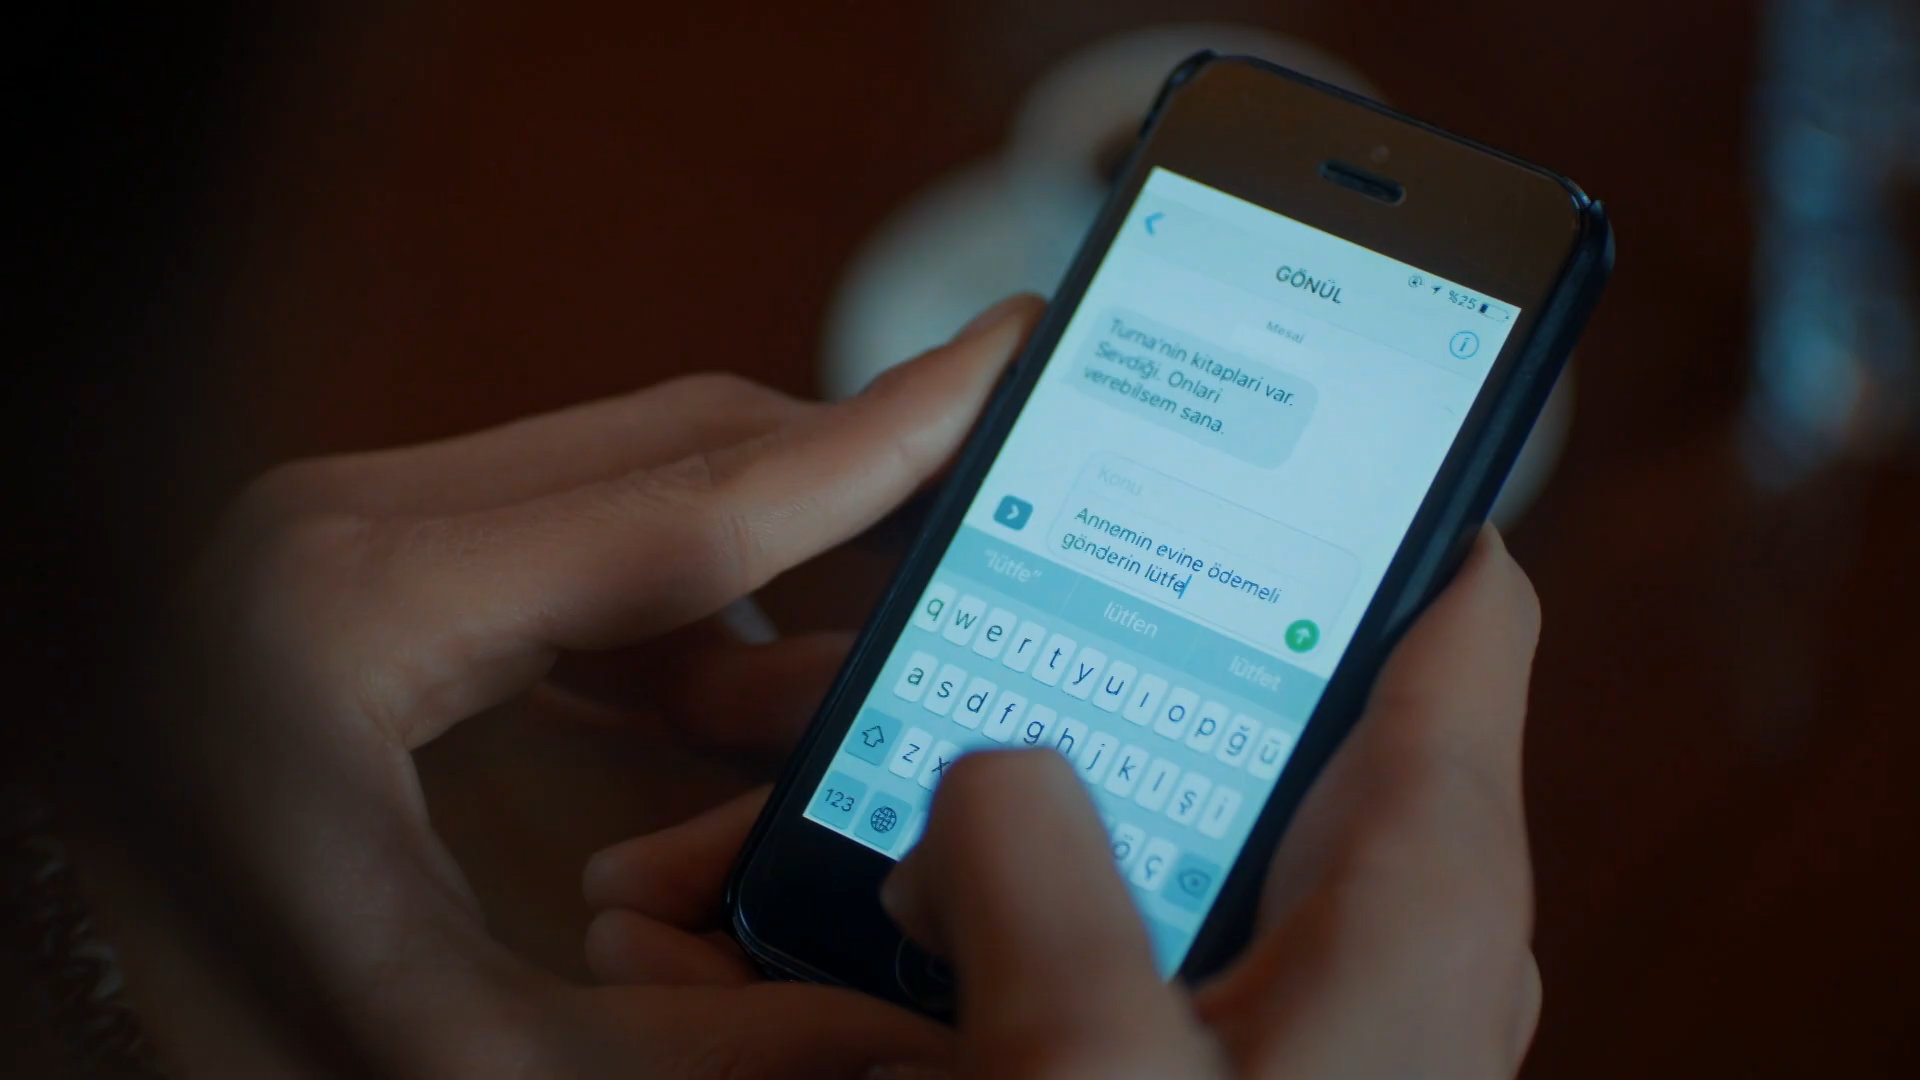 %25
GÖNÜL
Mesaj
Turna'nin kitaplari var.
Sevdiği. Onlari
verebilsem sana.
Konu
Annemin evine ödemeli
gönderin lütfe
"lütfe" lütfen lütfet
q w e r t y u ı o p ğ ü
a s d f g h j k l ş i
z x ö ç
123